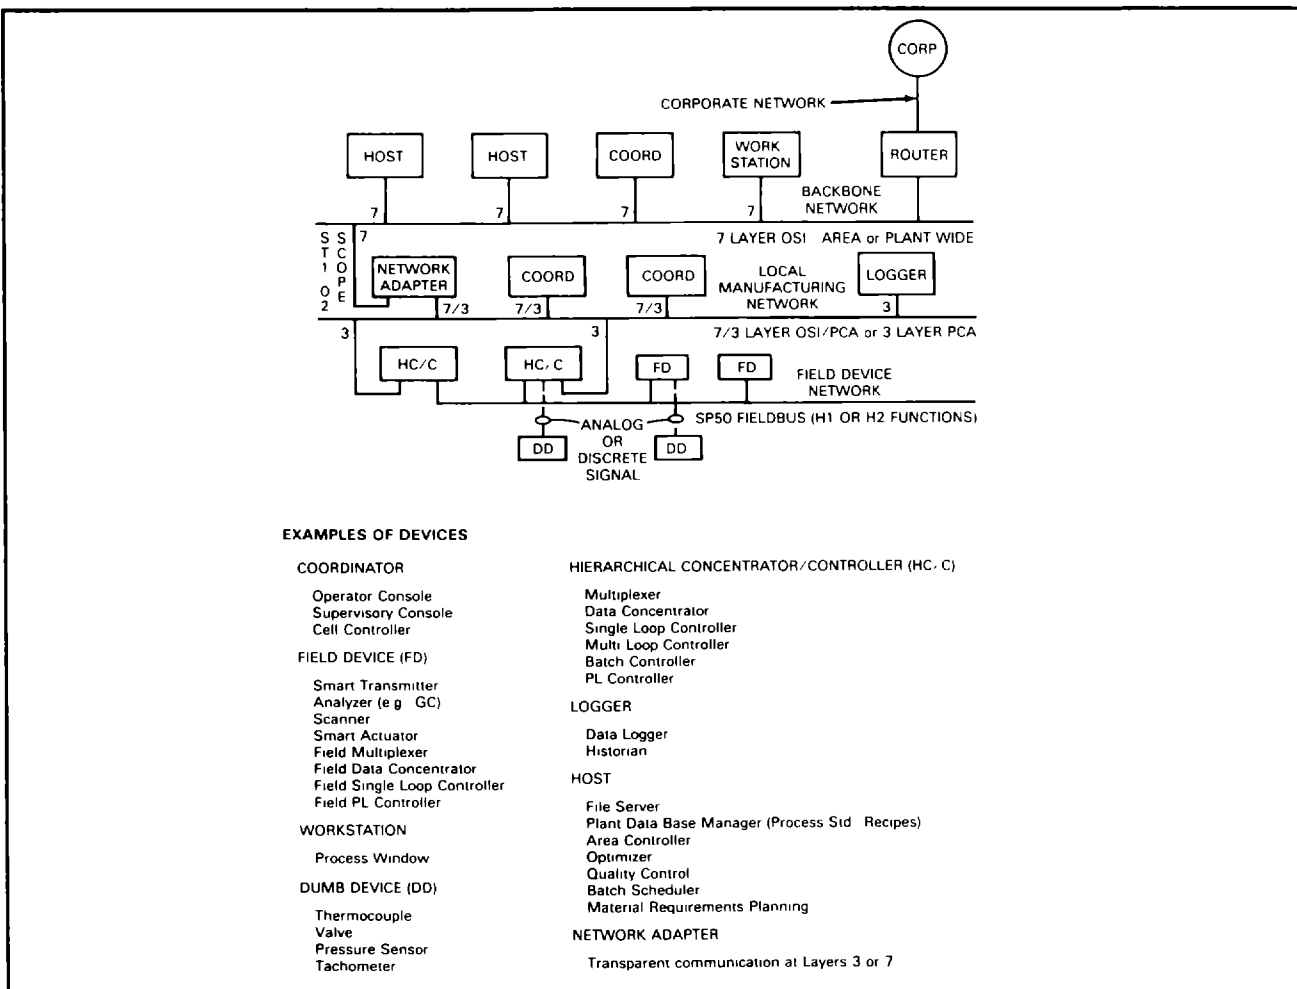 CORP
CORPORATE NETWORK
HOST
HOST
COORD
WORK
STATION
ROUTER
BACKBONE
NETWORK
7
7
7
7
7 LAYER OSI AREA or PLANT WIDE
ST102
SCOPE
7
NETWORK
ADAPTER
COORD
COORD
LOCAL
MANUFACTURING
NETWORK
LOGGER
7/3
7/3
7/3
3
3
3
7/3 LAYER OSI/PCA or 3 LAYER PCA
HC/C
HC/C
FD
FD
FIELD DEVICE
NETWORK
SP50 FIELDBUS (H1 OR H2 FUNCTIONS)
ANALOG
OR
DISCRETE
SIGNAL
DD
DD
EXAMPLES OF DEVICES
COORDINATOR
Operator Console
Supervisory Console
Cell Controller
FIELD DEVICE (FD)
Smart Transmitter
Analyzer (e g GC)
Scanner
Smart Actuator
Field Multiplexer
Field Data Concentrator
Field Single Loop Controller
Field PL Controller
WORKSTATION
Process Window
DUMB DEVICE (DD)
Thermocouple
Valve
Pressure Sensor
Tachometer
HIERARCHICAL CONCENTRATOR/CONTROLLER (HC/C)
Multiplexer
Data Concentrator
Single Loop Controller
Multi Loop Controller
Batch Controller
PL Controller
LOGGER
Data Logger
Historian
HOST
File Server
Plant Data Base Manager (Process Std Recipes)
Area Controller
Optimizer
Quality Control
Batch Scheduler
Material Requirements Planning
NETWORK ADAPTER
Transparent communication at Layers 3 or 7